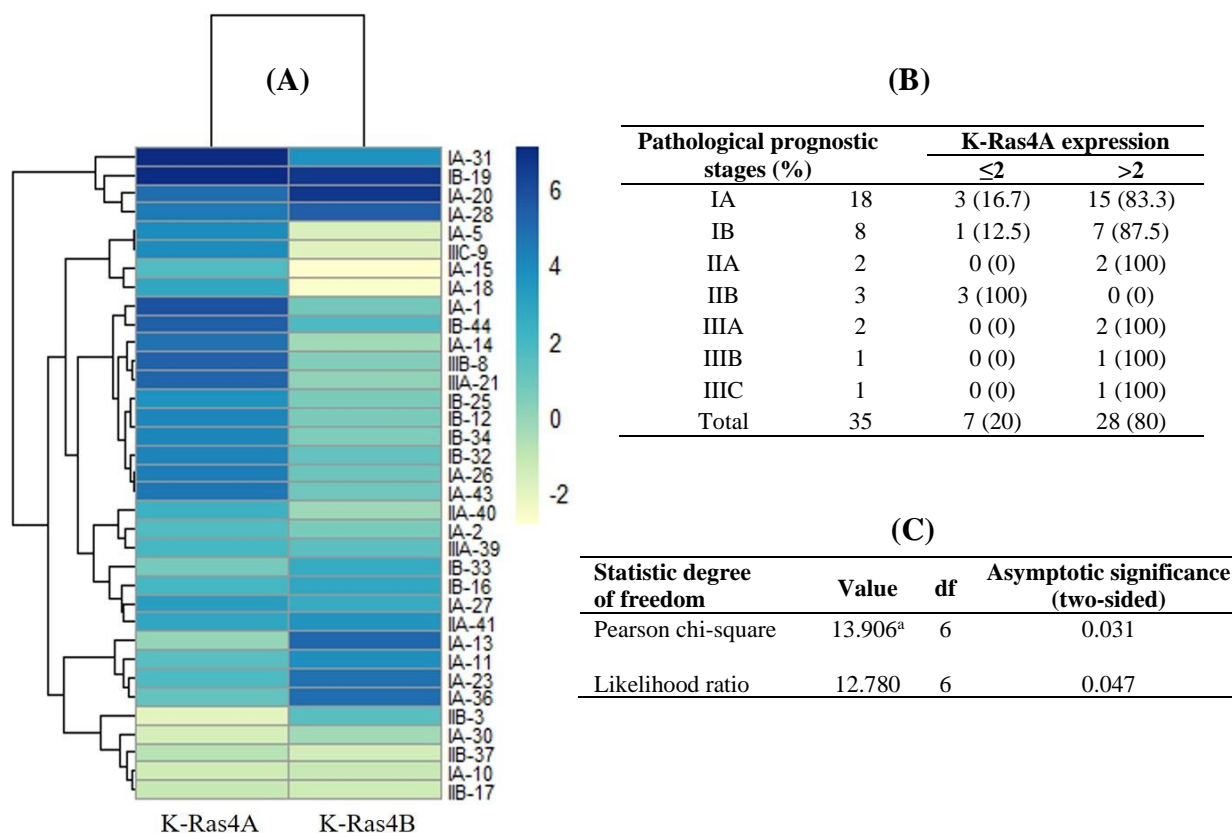 (A)
6
4
2
0
-2
IA-31
IB-19
IA-20
IA-28
IA-5
IIIC-9
IA-15
IA-18
IA-1
IB-44
IA-14
IIIB-8
IIIA-21
IB-25
IB-12
IB-34
IB-32
IA-26
IA-43
IIA-40
IA-2
IIIA-39
IB-33
IB-16
IA-27
IIA-41
IA-13
IA-11
IA-23
IA-36
IIB-3
IA-30
IIB-37
IA-10
IIB-17
K-Ras4A K-Ras4B
(B)
Pathological prognostic K-Ras4A expression
stages (%) ≤2 >2
IA 18 3 (16.7) 15 (83.3)
IB 8 1 (12.5) 7 (87.5)
IIA 2 0 (0) 2 (100)
IIB 3 3 (100) 0 (0)
IIIA 2 0 (0) 2 (100)
IIIB 1 0 (0) 1 (100)
IIIC 1 0 (0) 1 (100)
Total 35 7 (20) 28 (80)
(C)
Statistic degree Value df Asymptotic significance
of freedom (two-sided)
Pearson chi-square 13.906ᵃ 6 0.031
Likelihood ratio 12.780 6 0.047